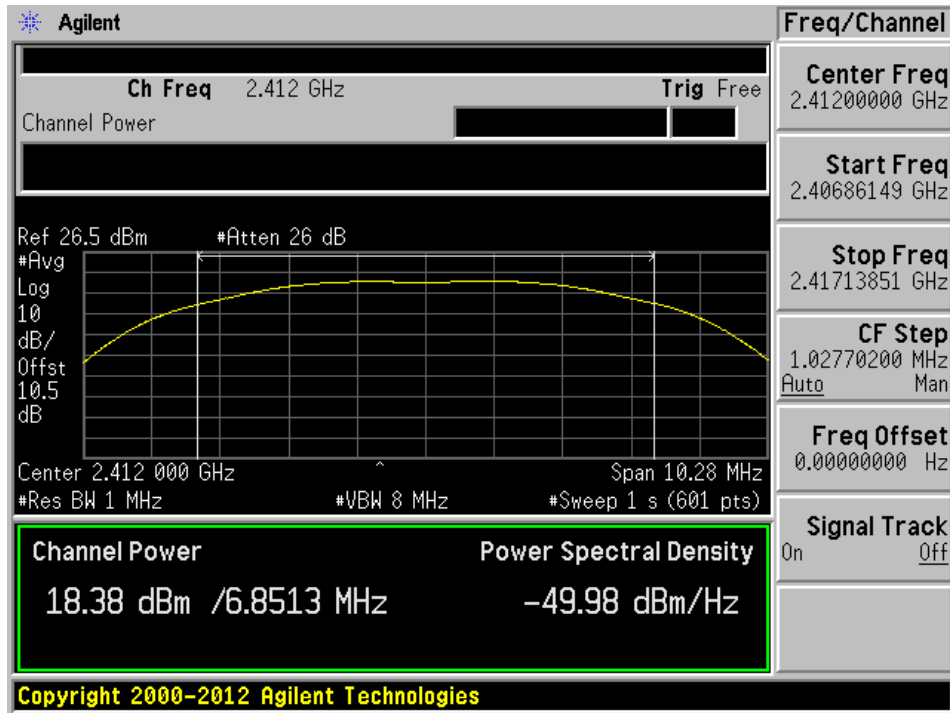 Agilent
Freq/Channel
Ch Freq 2.412 GHz Trig Free
Channel Power
Center Freq
2.41200000 GHz
Start Freq
2.40686149 GHz
Stop Freq
2.41713851 GHz
CF Step
1.02770200 MHz
Auto Man
Freq Offset
0.00000000 Hz
Signal Track
On Off
Ref 26.5 dBm #Atten 26 dB
#Avg
Log
10
dB/
Offst
10.5
dB
Center 2.412 000 GHz ^ Span 10.28 MHz
#Res BW 1 MHz #VBW 8 MHz #Sweep 1 s (601 pts)
Channel Power Power Spectral Density
18.38 dBm /6.8513 MHz -49.98 dBm/Hz
Copyright 2000-2012 Agilent Technologies